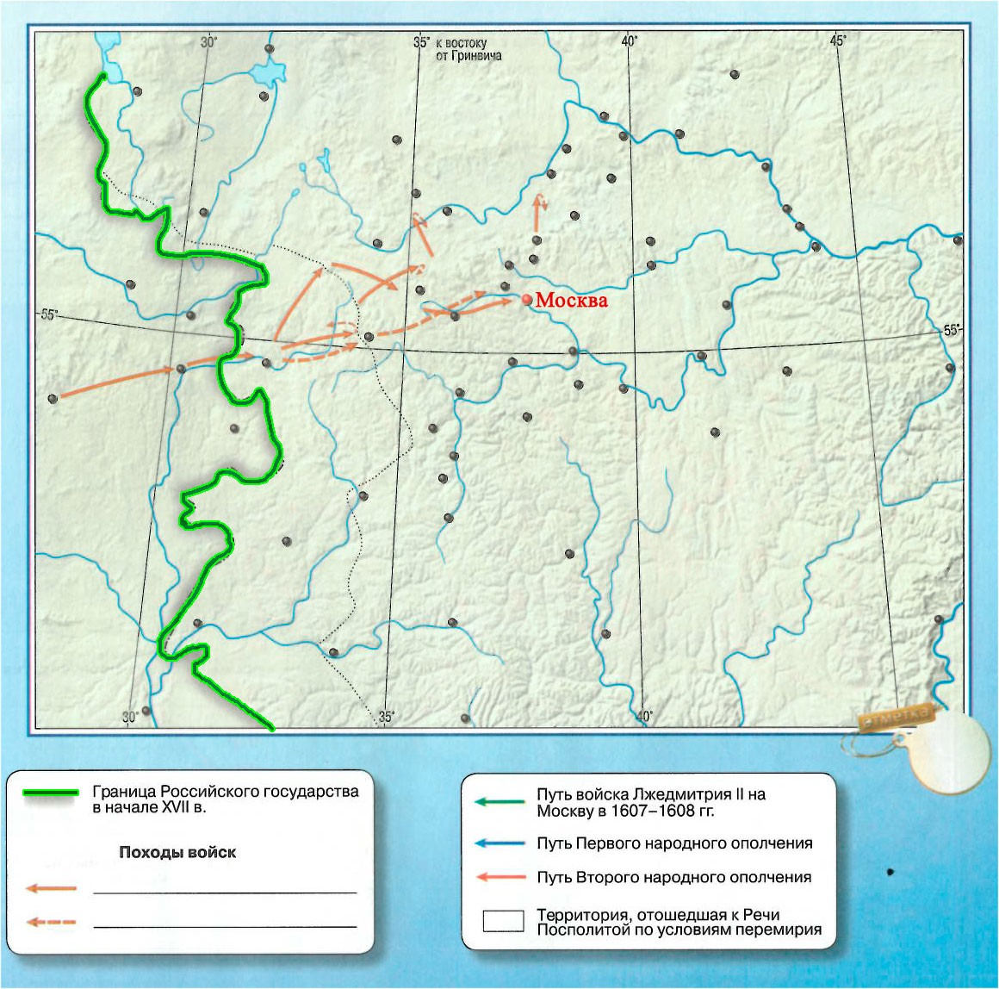 30°
35° к востоку
от Гринвича
40°
45°
Москва
55°
55°
30°
35°
40°
Граница Российского государства
в начале XVII в.
Походы войск
Путь войска Лжедмитрия II на
Москву в 1607–1608 гг.
Путь Первого народного ополчения
Путь Второго народного ополчения
Территория, отошедшая к Речи
Посполитой по условиям перемирия